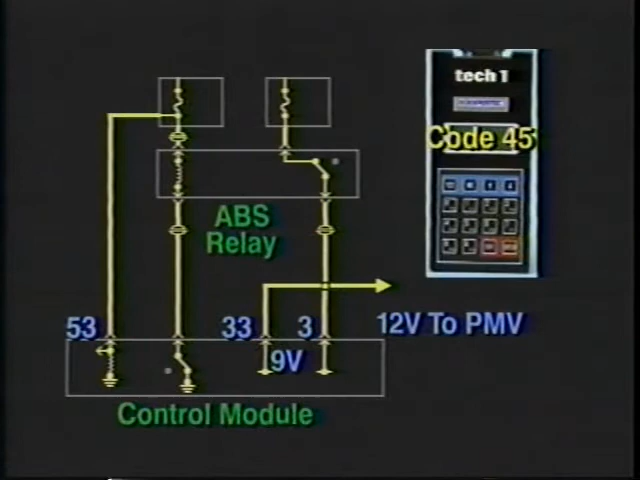 tech 1
Code 45
ABS
Relay
53
33
3
12V To PMV
9V
Control Module